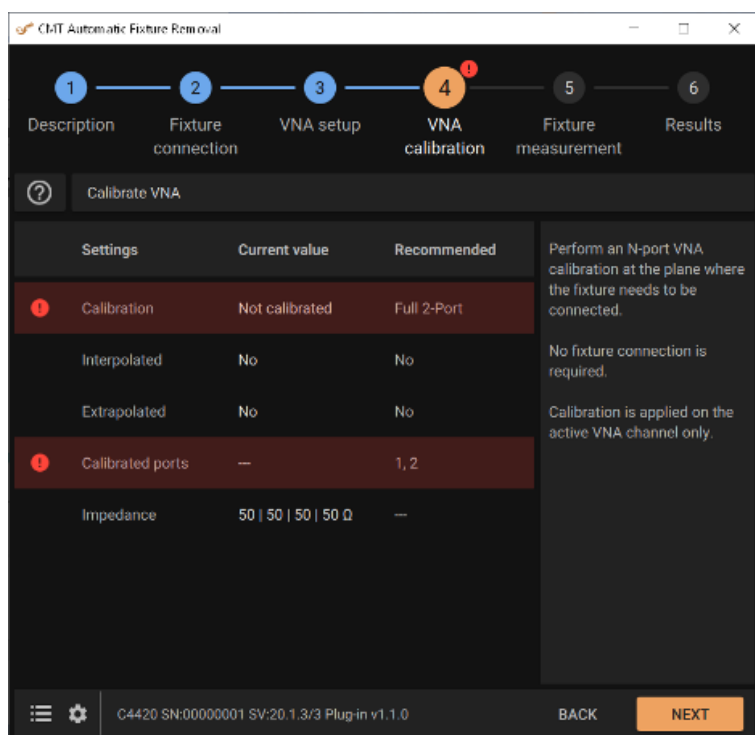 CMT Automatic Fixture Removal
1 2 3 4 ! 5 6
Description Fixture connection VNA setup VNA calibration Fixture measurement Results
? Calibrate VNA
Settings Current value Recommended
! Calibration Not calibrated Full 2-Port
Interpolated No No
Extrapolated No No
! Calibrated ports --- 1, 2
Impedance 50 | 50 | 50 | 50 Ω ---
Perform an N-port VNA
calibration at the plane where
the fixture needs to be
connected.
No fixture connection is
required.
Calibration is applied on the
active VNA channel only.
C4420 SN:00000001 SV:20.1.3/3 Plug-in v1.1.0 BACK NEXT